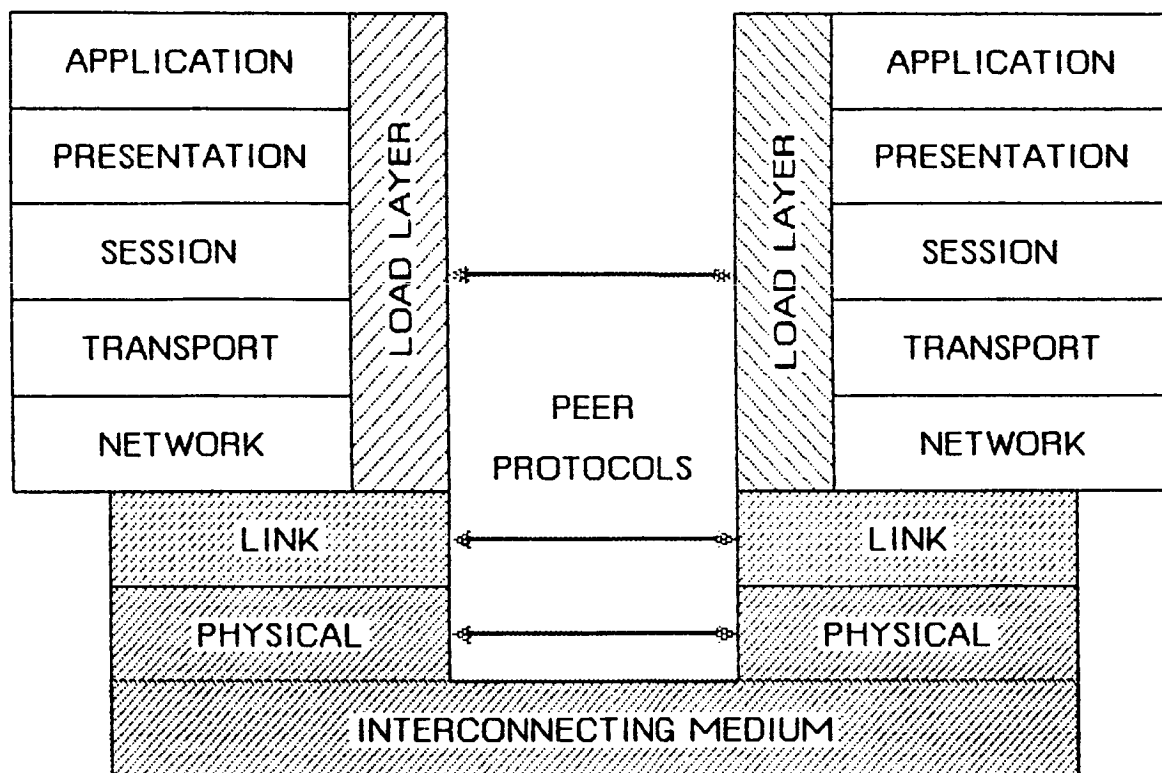 APPLICATION
PRESENTATION
SESSION
TRANSPORT
NETWORK
LOAD LAYER
LINK
PHYSICAL
PEER
PROTOCOLS
LOAD LAYER
APPLICATION
PRESENTATION
SESSION
TRANSPORT
NETWORK
LINK
PHYSICAL
INTERCONNECTING MEDIUM